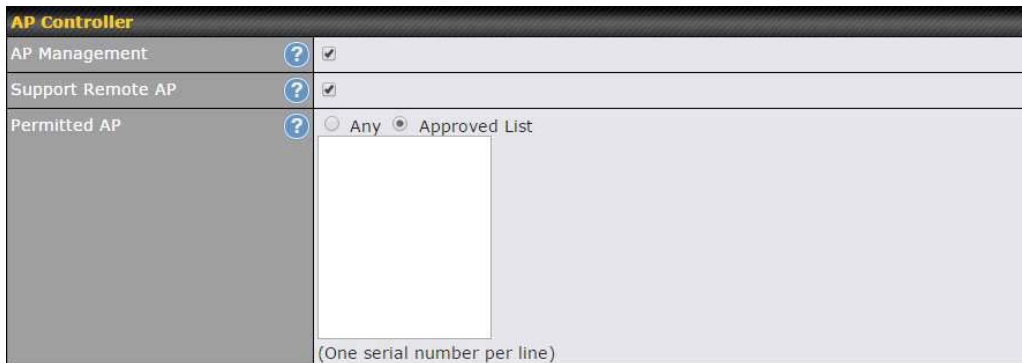 AP Controller
AP Management ?
Support Remote AP ?
Permitted AP ? Any Approved List
(One serial number per line)